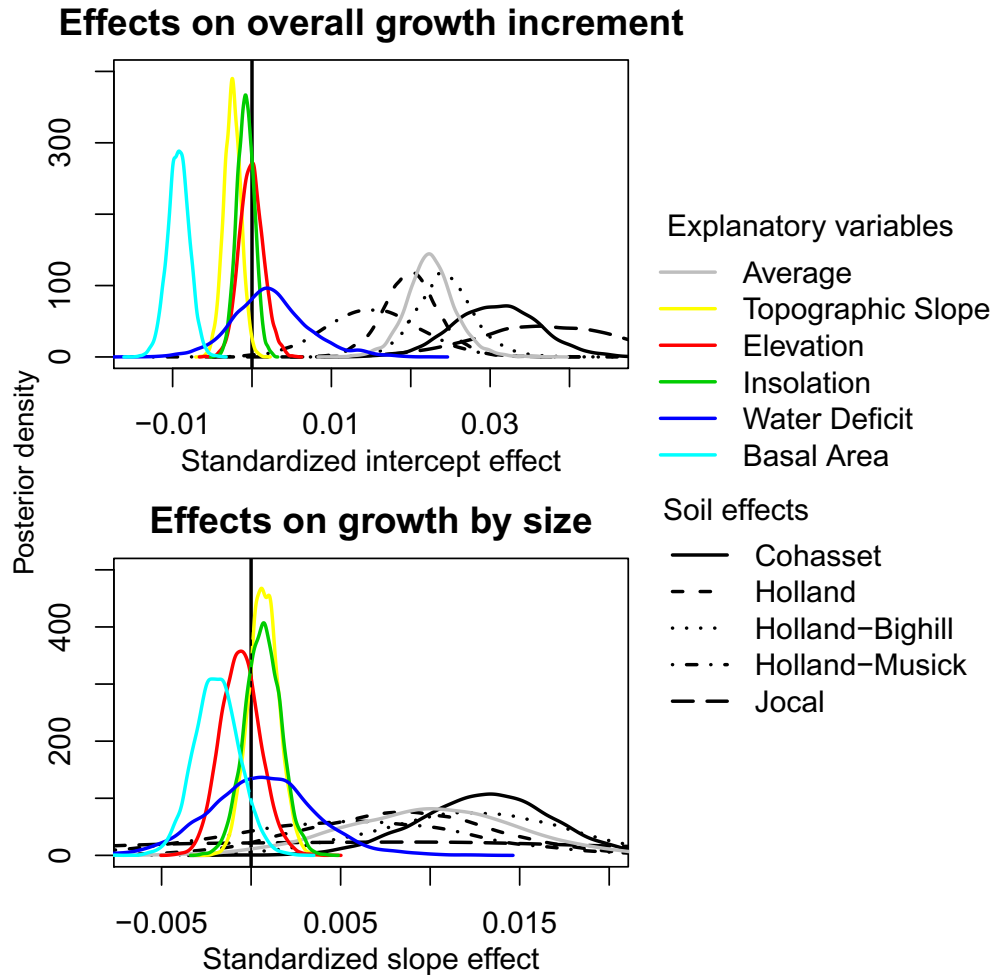 Effects on overall growth increment
300
100
0
−0.01 0.01 0.03
Standardized intercept effect
Posterior density
Effects on growth by size
400
200
0
−0.005 0.005 0.015
Standardized slope effect
Explanatory variables
Average
Topographic Slope
Elevation
Insolation
Water Deficit
Basal Area
Soil effects
Cohasset
Holland
Holland−Bighill
Holland−Musick
Jocal